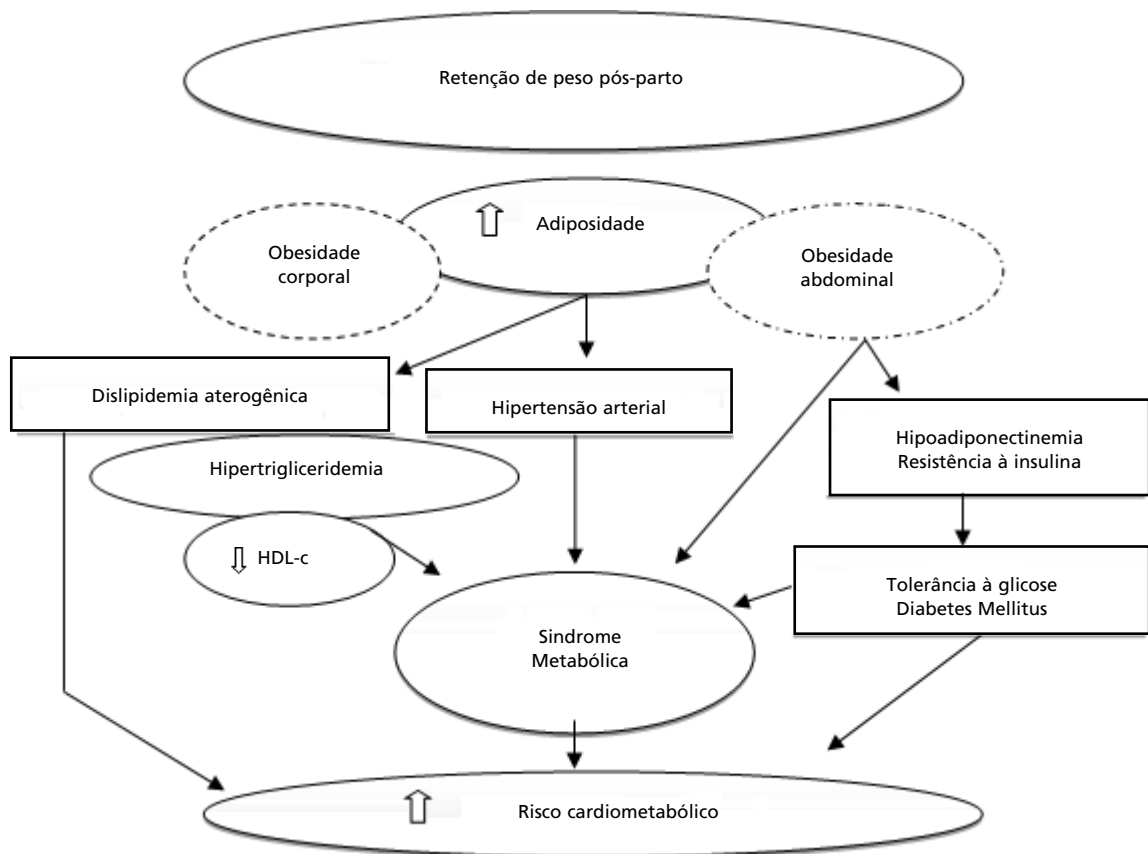 Retenção de peso pós-parto
Adiposidade
Obesidade
corporal
Obesidade
abdominal
Dislipidemia aterogênica
Hipertensão arterial
Hipoadiponectinemia
Resistência à insulina
Hipertrigliceridemia
HDL-c
Tolerância à glicose
Diabetes Mellitus
Sindrome
Metabólica
Risco cardiometabólico